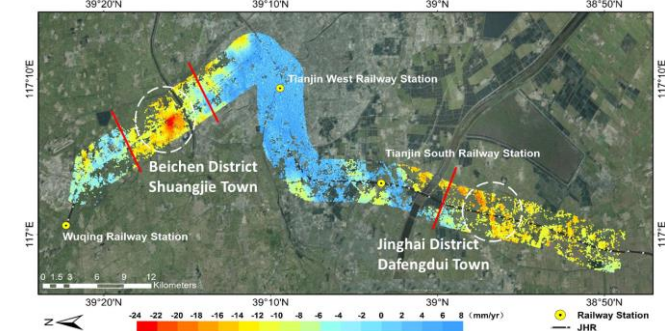 39°20'N 39°10'N 39°N 38°50'N
117°10'E
117°10'E
Tianjin West Railway Station
Tianjin South Railway Station
Beichen District
Shuangjie Town
117°E
117°E
Wuqing Railway Station
Jinghai District
Dafengdui Town
0 1.5 3 6 9 12
Kilometers
39°20'N 39°10'N 39°N 38°50'N
N
-24 -22 -20 -18 -16 -14 -12 -10 -8 -6 -4 -2 0 2 4 6 8 (mm/yr)
Railway Station
JHR